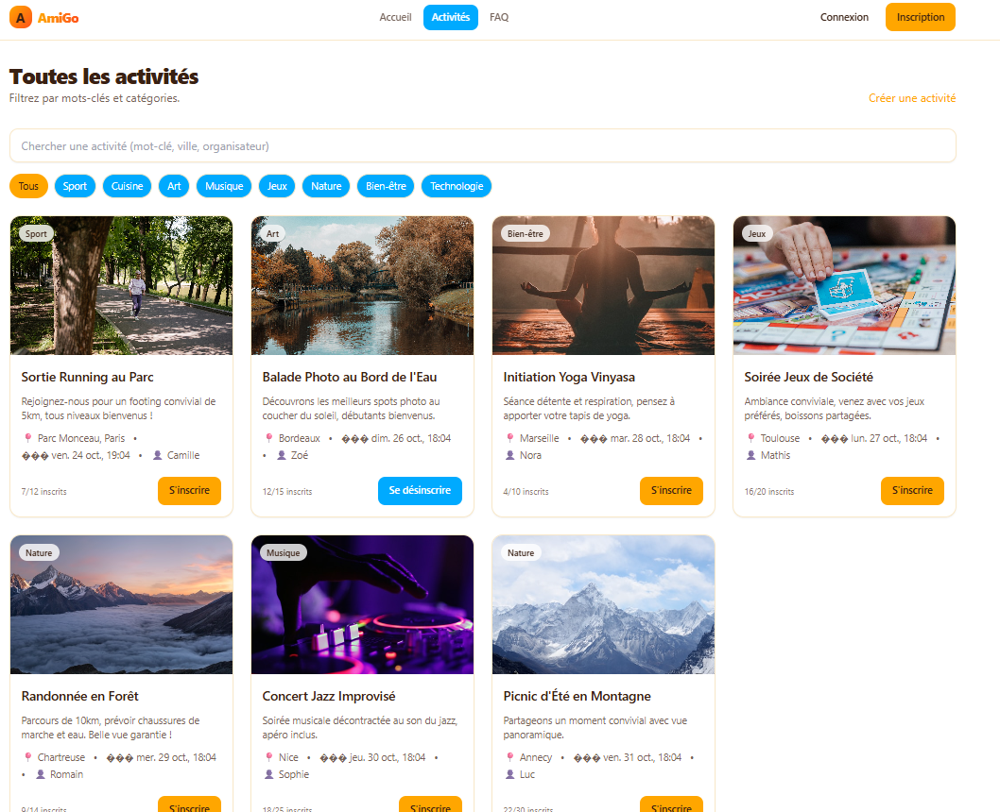 A AmiGo
Accueil Activités FAQ
Connexion Inscription
Toutes les activités
Filtrez par mots-clés et catégories.
Créer une activité
Chercher une activité (mot-clé, ville, organisateur)
Tous Sport Cuisine Art Musique Jeux Nature Bien-être Technologie
Sport
Sortie Running au Parc
Rejoignez-nous pour un footing convivial de
5km, tous niveaux bienvenus !
📍 Parc Monceau, Paris •
��� ven. 24 oct., 19:04 • 👤 Camille
7/12 inscrits S'inscrire
Art
Balade Photo au Bord de l'Eau
Découvrons les meilleurs spots photo au
coucher du soleil, débutants bienvenus.
📍 Bordeaux • ��� dim. 26 oct., 18:04
• 👤 Zoé
12/15 inscrits Se désinscrire
Bien-être
Initiation Yoga Vinyasa
Séance détente et respiration, pensez à
apporter votre tapis de yoga.
📍 Marseille • ��� mar. 28 oct., 18:04 •
👤 Nora
4/10 inscrits S'inscrire
Jeux
Soirée Jeux de Société
Ambiance conviviale, venez avec vos jeux
préférés, boissons partagées.
📍 Toulouse • ��� lun. 27 oct., 18:04 •
👤 Mathis
16/20 inscrits S'inscrire
Nature
Randonnée en Forêt
Parcours de 10km, prévoir chaussures de
marche et eau. Belle vue garantie !
📍 Chartreuse • ��� mer. 29 oct., 18:04
• 👤 Romain
9/14 inscrits S'inscrire
Musique
Concert Jazz Improvisé
Soirée musicale décontractée au son du jazz,
apéro inclus.
📍 Nice • ��� jeu. 30 oct., 18:04 •
👤 Sophie
18/25 inscrits S'inscrire
Nature
Picnic d'Été en Montagne
Partageons un moment convivial avec vue
panoramique.
📍 Annecy • ��� ven. 31 oct., 18:04 •
👤 Luc
22/30 inscrits S'inscrire